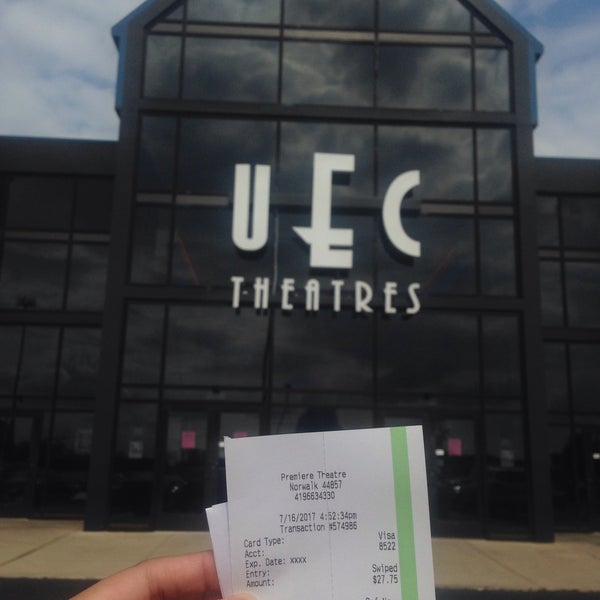 UEC
THEATRES
Premiere Theatre
Norwalk 44857
4196634330
7/16/2017 4:52:34pm
Transaction #574986
Card Type: Visa
Acct: 8522
Exp. Date: xxxx
Entry: Swiped
Amount: $27.75